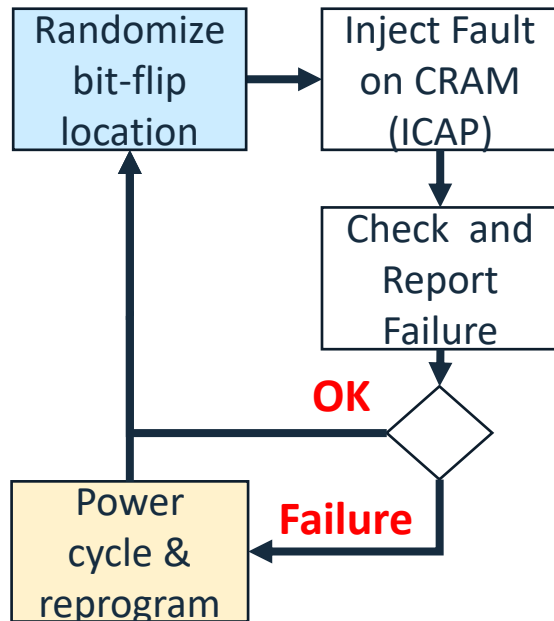 Randomize
bit-flip
location
Inject Fault
on CRAM
(ICAP)
Check and
Report
Failure
OK
Failure
Power
cycle &
reprogram